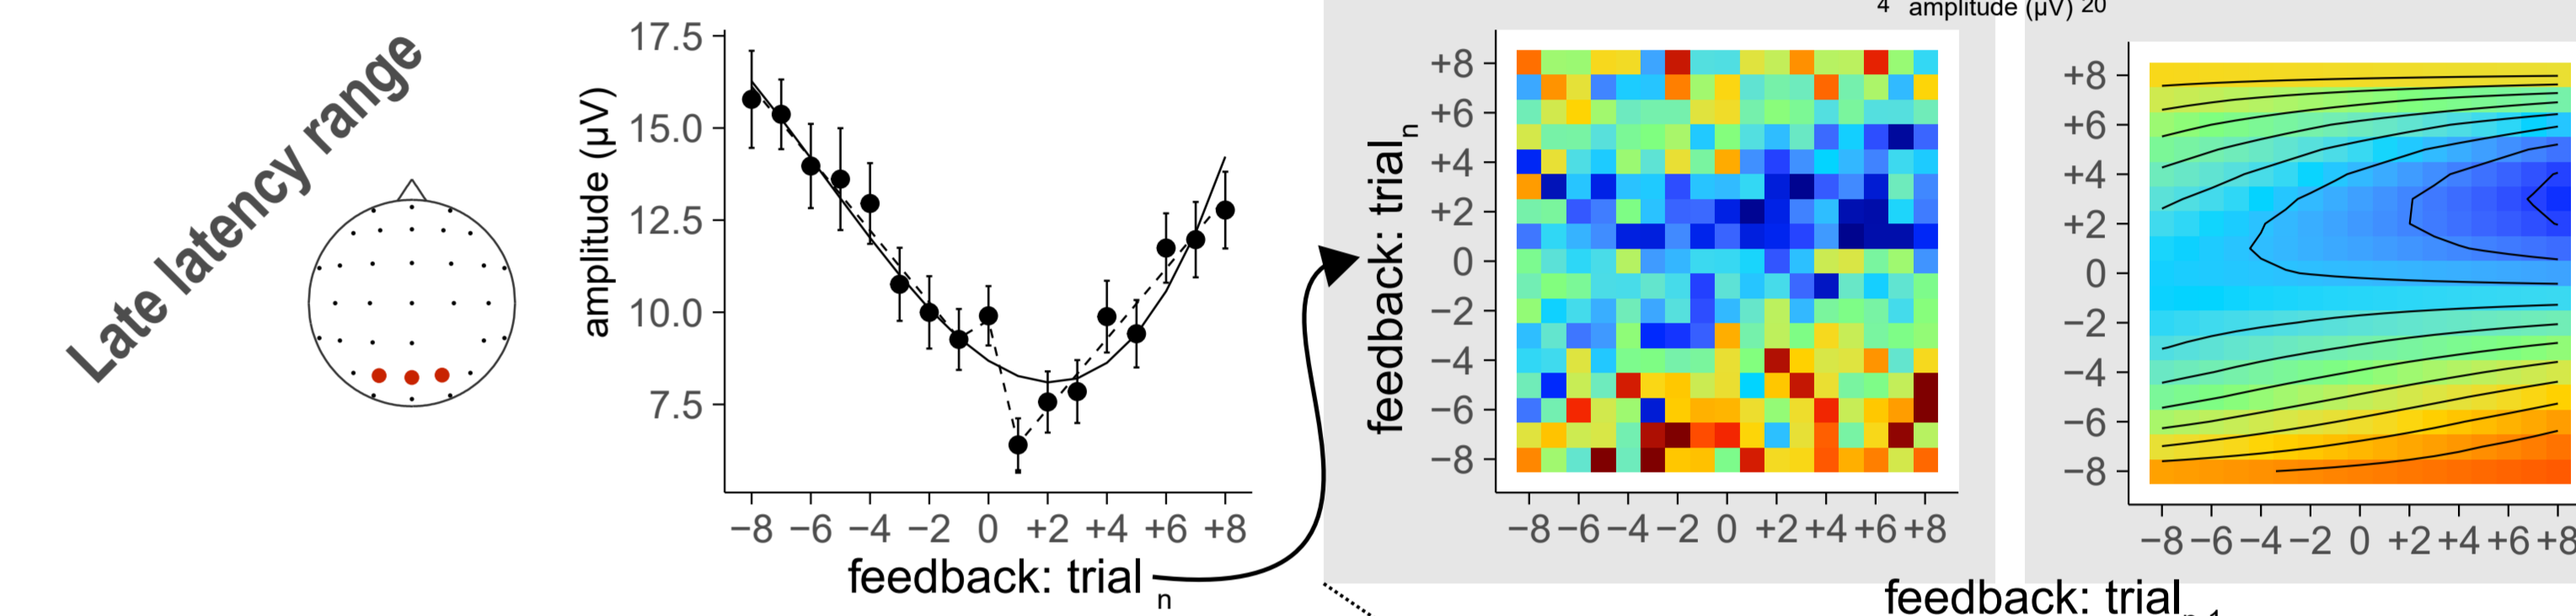 Late latency range
amplitude (μV)
17.5
15.0
12.5
10.0
7.5
−8 −6 −4 −2 0 +2 +4 +6 +8
feedback: trial n
4 amplitude (μV) 20
feedback: trial n
+8
+6
+4
+2
0
−2
−4
−6
−8
−8 −6 −4 −2 0 +2 +4 +6 +8
+8
+6
+4
+2
0
−2
−4
−6
−8
−8 −6 −4 −2 0 +2 +4 +6 +8
feedback: trial